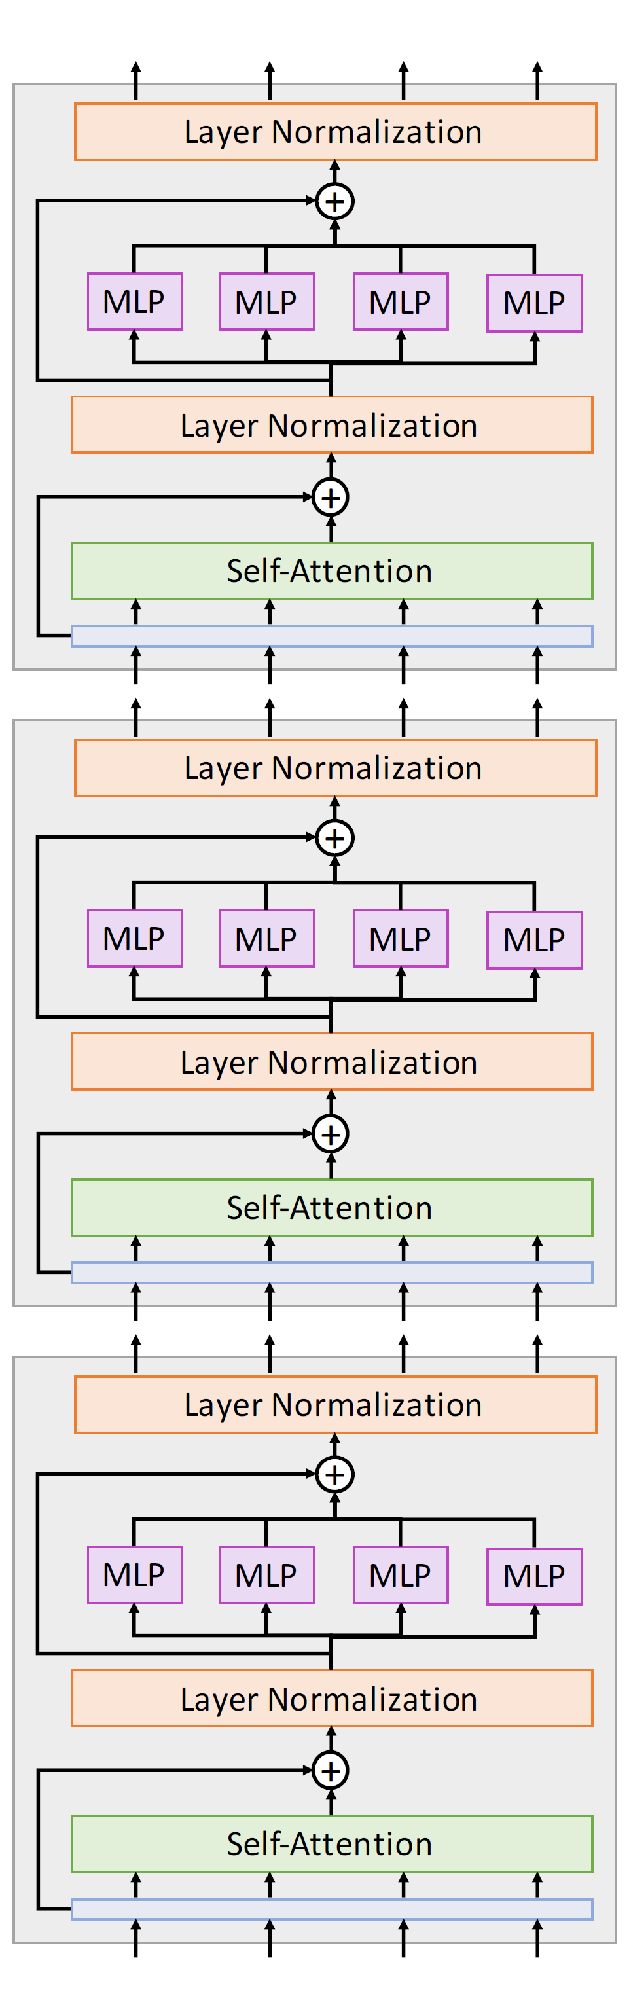 Layer Normalization
+
MLP MLP MLP MLP
Layer Normalization
+
Self-Attention
Layer Normalization
+
MLP MLP MLP MLP
Layer Normalization
+
Self-Attention
Layer Normalization
+
MLP MLP MLP MLP
Layer Normalization
+
Self-Attention